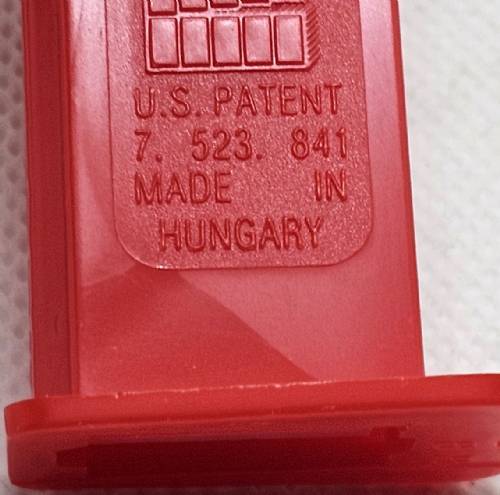 U.S. PATENT
7. 523. 841
MADE IN
HUNGARY